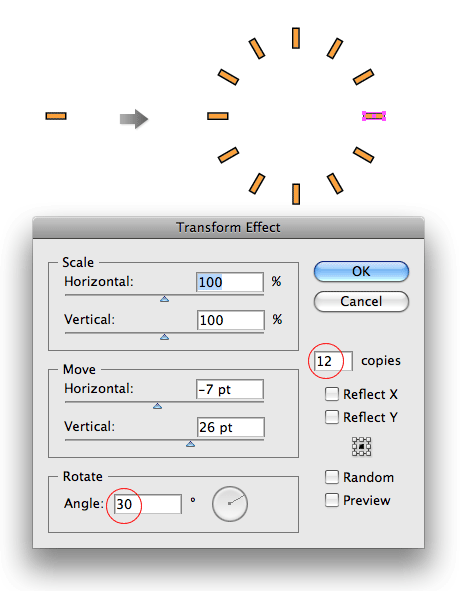 Transform Effect
Scale
Horizontal: 100 %
Vertical: 100 %
Move
Horizontal: -7 pt
Vertical: 26 pt
Rotate
Angle: 30 °
OK
Cancel
12 copies
Reflect X
Reflect Y
Random
Preview